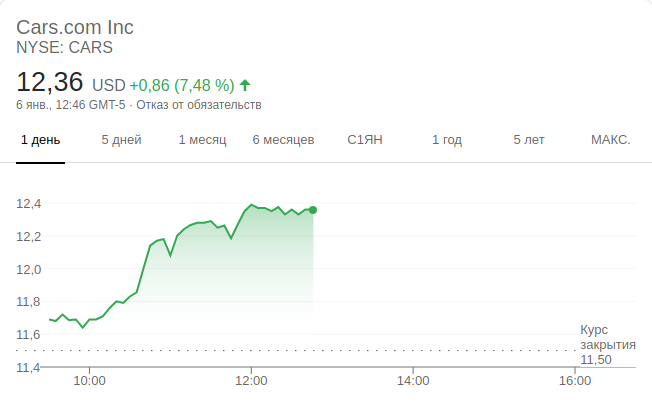 Cars.com Inc
NYSE: CARS
12,36 USD +0,86 (7,48 %)
6 янв., 12:46 GMT-5 · Отказ от обязательств
1 день 5 дней 1 месяц 6 месяцев С1ЯН 1 год 5 лет МАКС.
12,4
12,2
12,0
11,8
11,6
11,4
Курс
закрытия
11,50
10:00 12:00 14:00 16:00